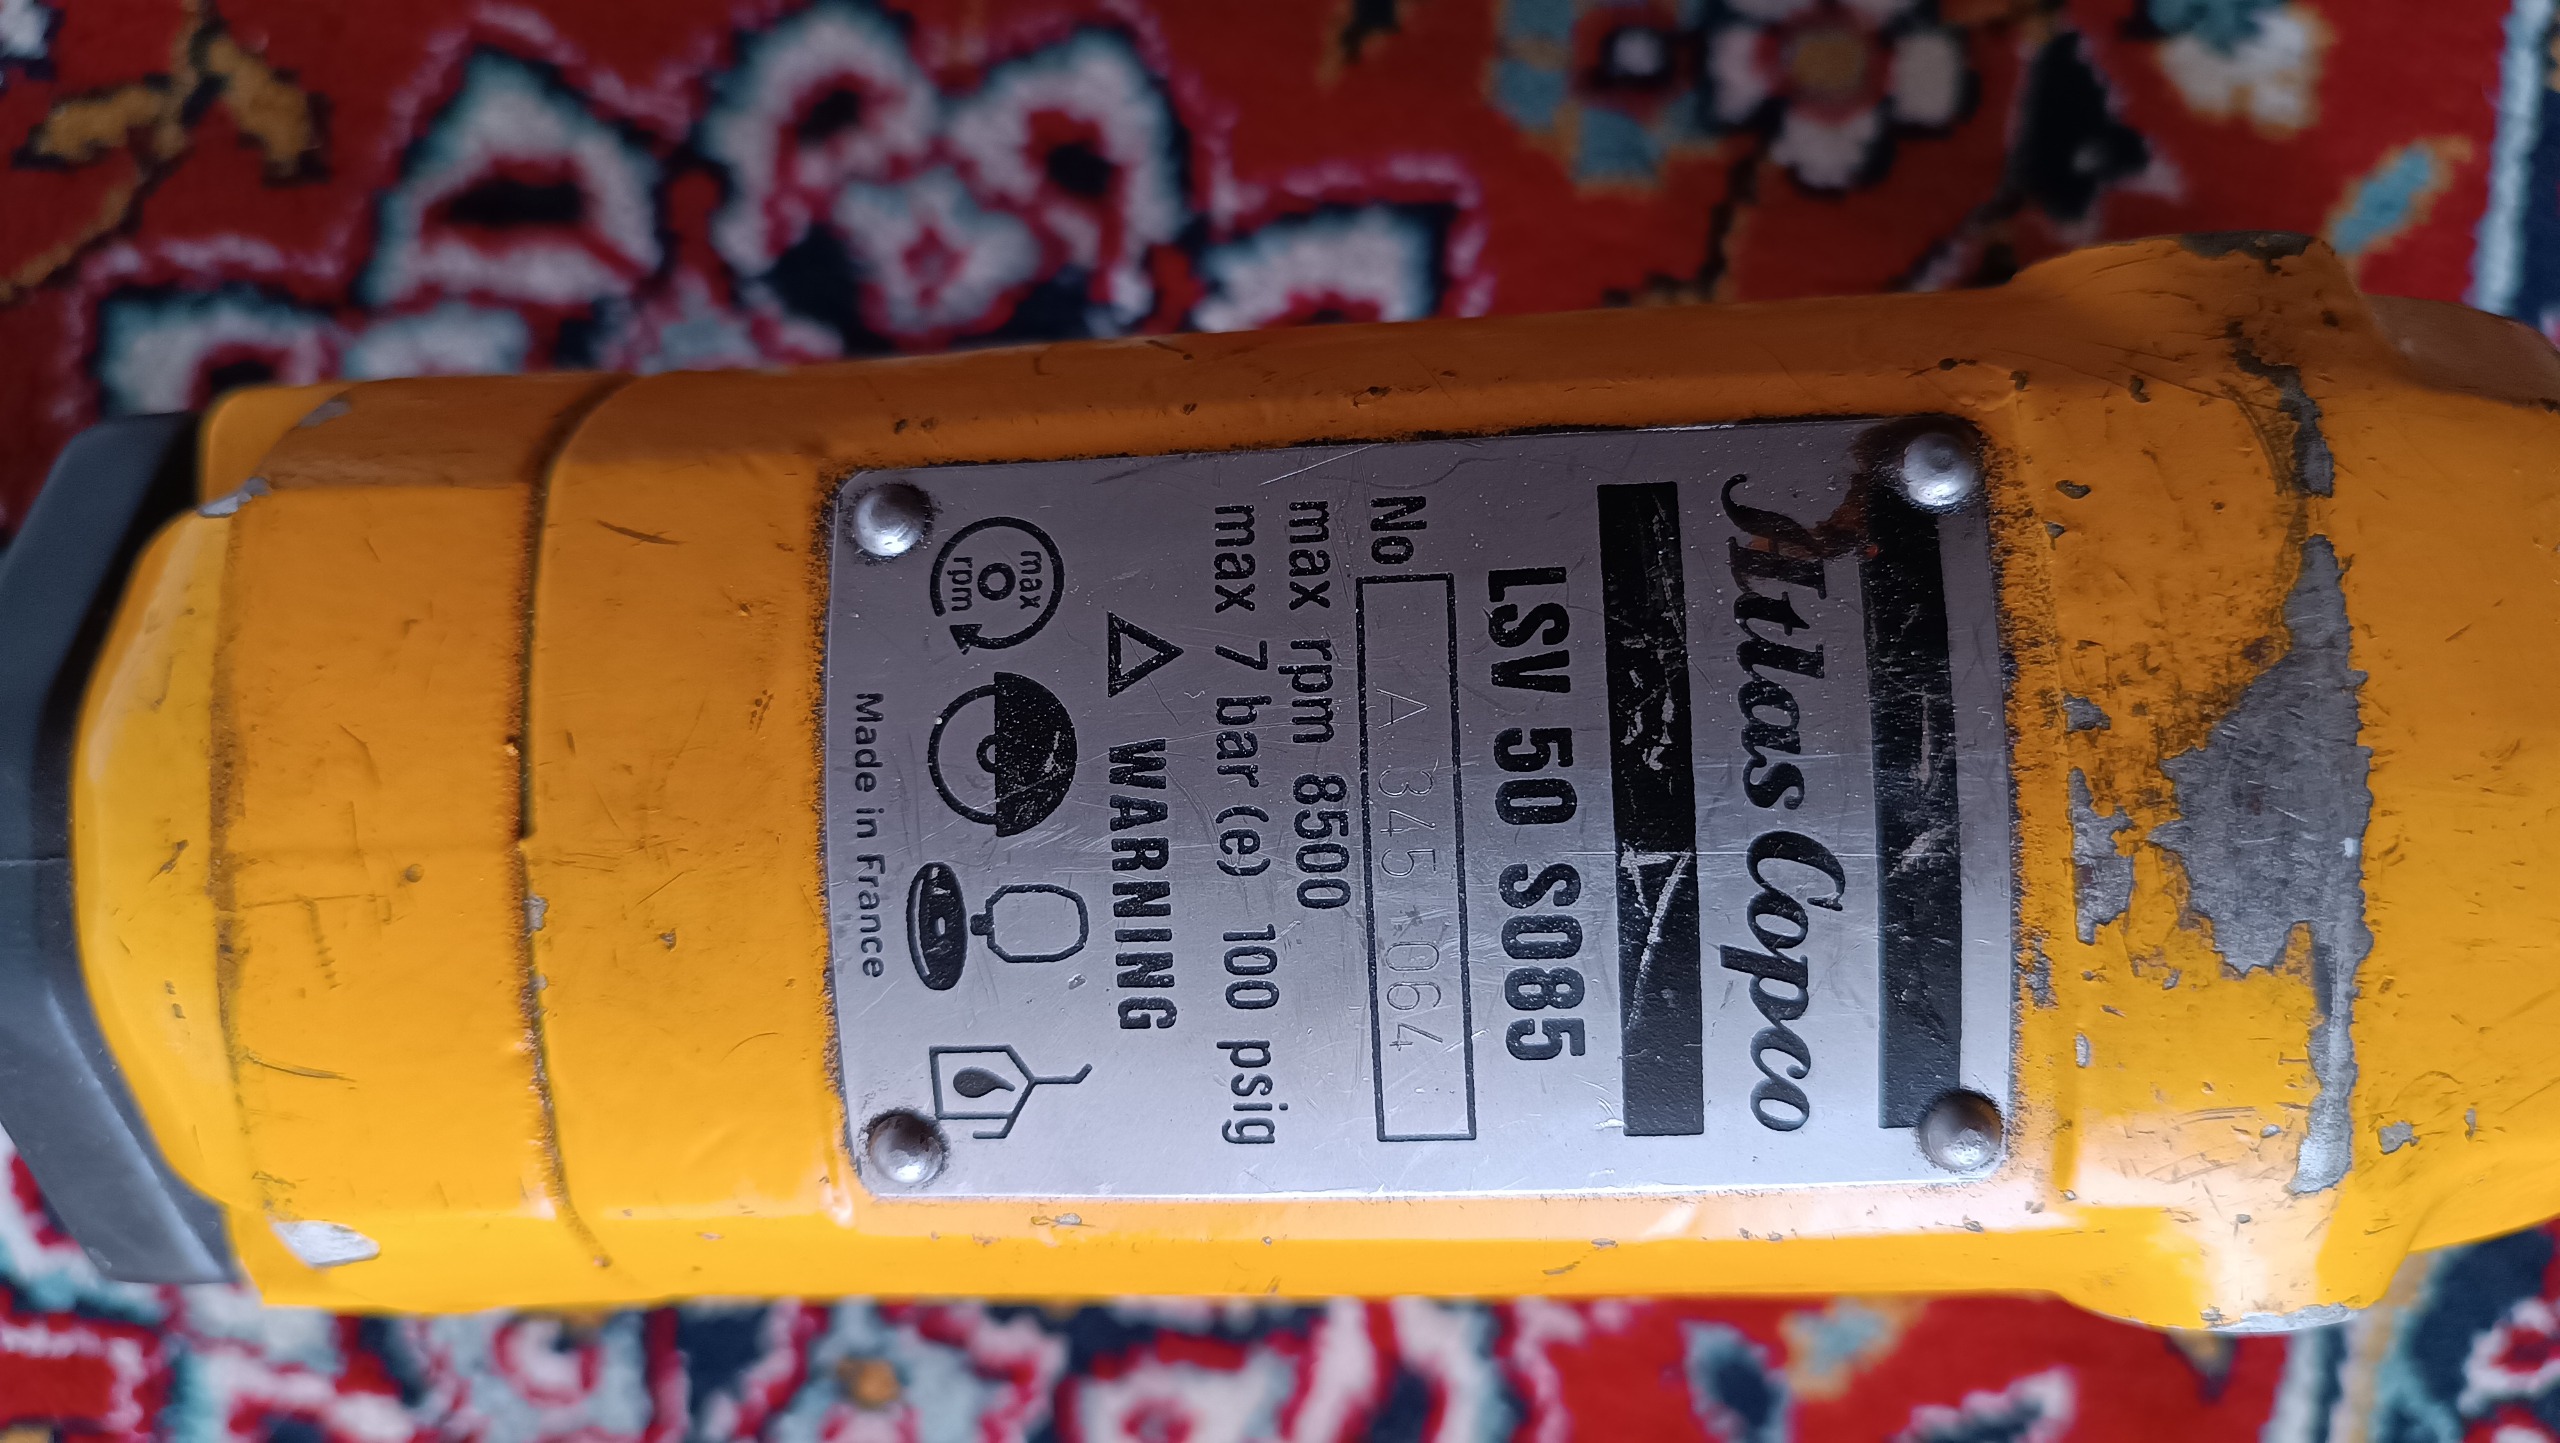 Atlas Copco
LSV 50 S085
No A 345 064
max rpm 8500
max 7 bar (e) 100 psig
WARNING
max
rpm
Made in France